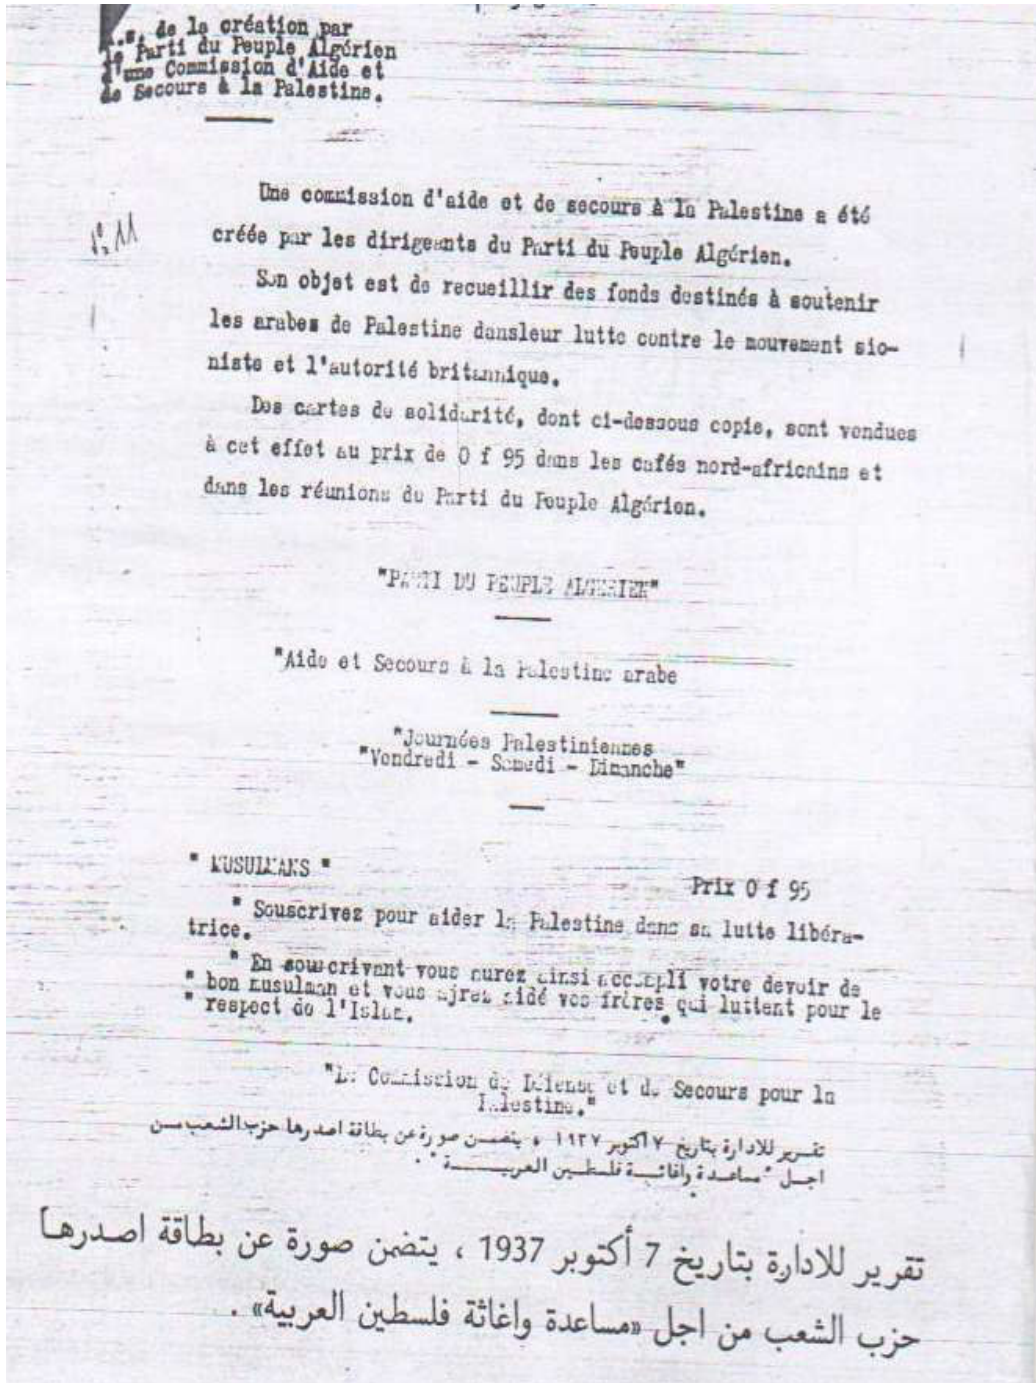 A.s. de la création par
le Parti du Peuple Algérien
d'une Commission d'Aide et
de Secours à la Palestine.
Une commission d'aide et de secours à la Palestine a été
créée par les dirigeants du Parti du Peuple Algérien.
Son objet est de recueillir des fonds destinés à soutenir
les arabes de Palestine dansleur lutte contre le mouvement sio-
niste et l'autorité britannique.
Des cartes de solidarité, dont ci-dessous copie, sont vendues
à cet effet au prix de 0 f 95 dans les cafés nord-africains et
dans les réunions du Parti du Peuple Algérien.
"PARTI DU PEUPLE ALGERIEN"
"Aide et Secours à la Palestine arabe
"Journées Palestiniennes
"Vendredi - Samedi - Dimanche"
" MUSULMANS "
Prix 0 f 95
" Souscrivez pour aider la Palestine dans sa lutte libéra-
trice.
" En souscrivant vous aurez ainsi accompli votre devoir de
" bon musulman et vous aurez aidé vos frères qui luttent pour le
" respect de l'Islam.
"La Commission de Défense et de Secours pour la
Palestine."
تقرير للادارة بتاريخ ٧ اكتوبر ١٩٣٧ ، يتضمن صورة عن بطاقة اصدرها حزب الشعب من
اجل "مساعدة واغاثة فلسطين العربية" .
تقرير للادارة بتاريخ 7 أكتوبر 1937 ، يتضمن صورة عن بطاقة اصدرها
حزب الشعب من اجل «مساعدة واغاثة فلسطين العربية» .